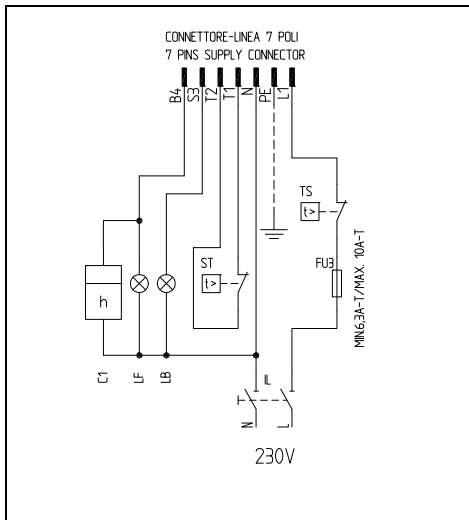 CONNETTORE-LINEA 7 POLI
7 PINS SUPPLY CONNECTOR
B4 S3 T2 T1 N PE L1
TS
t>
ST
t>
FU3
MIN.6,3A-T/MAX. 10A-T
h
C1 LF LB
IL
N L
230V